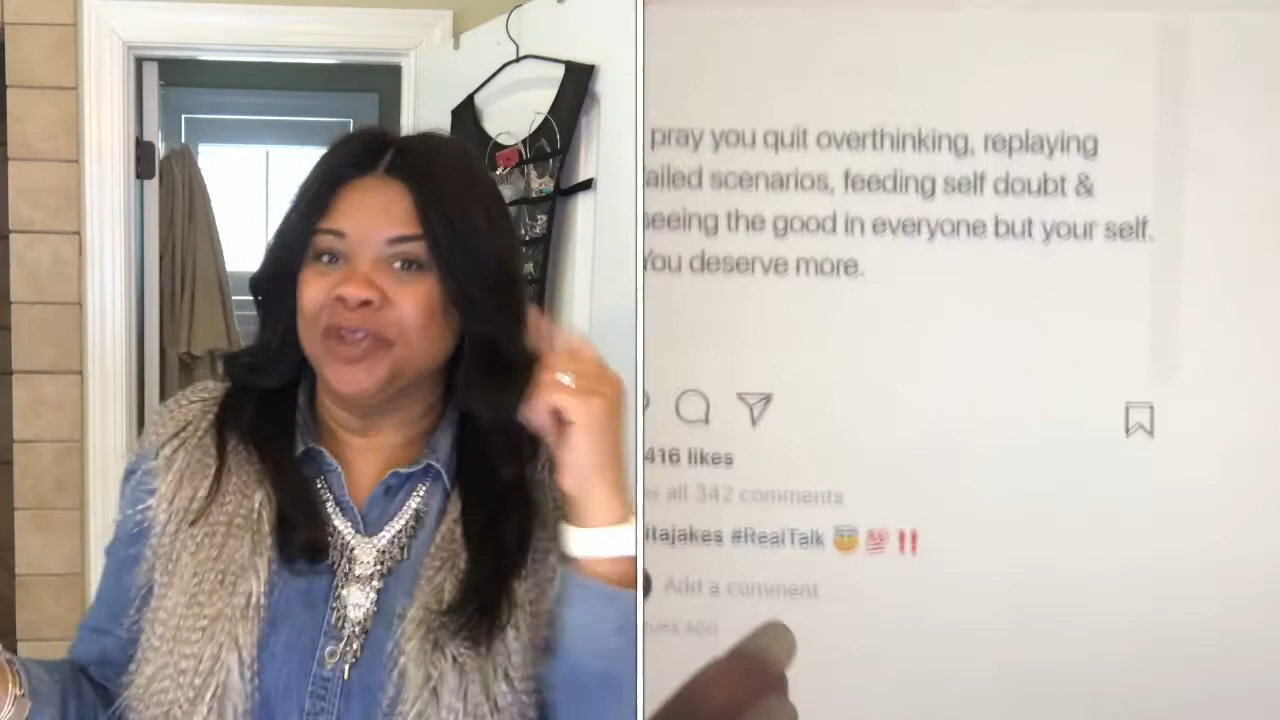 pray you quit overthinking, replaying
ailed scenarios, feeding self doubt &
seeing the good in everyone but your self.
You deserve more.
416 likes
all 342 comments
itajakes #RealTalk 😇 💯 ‼️
Add a comment
AGO